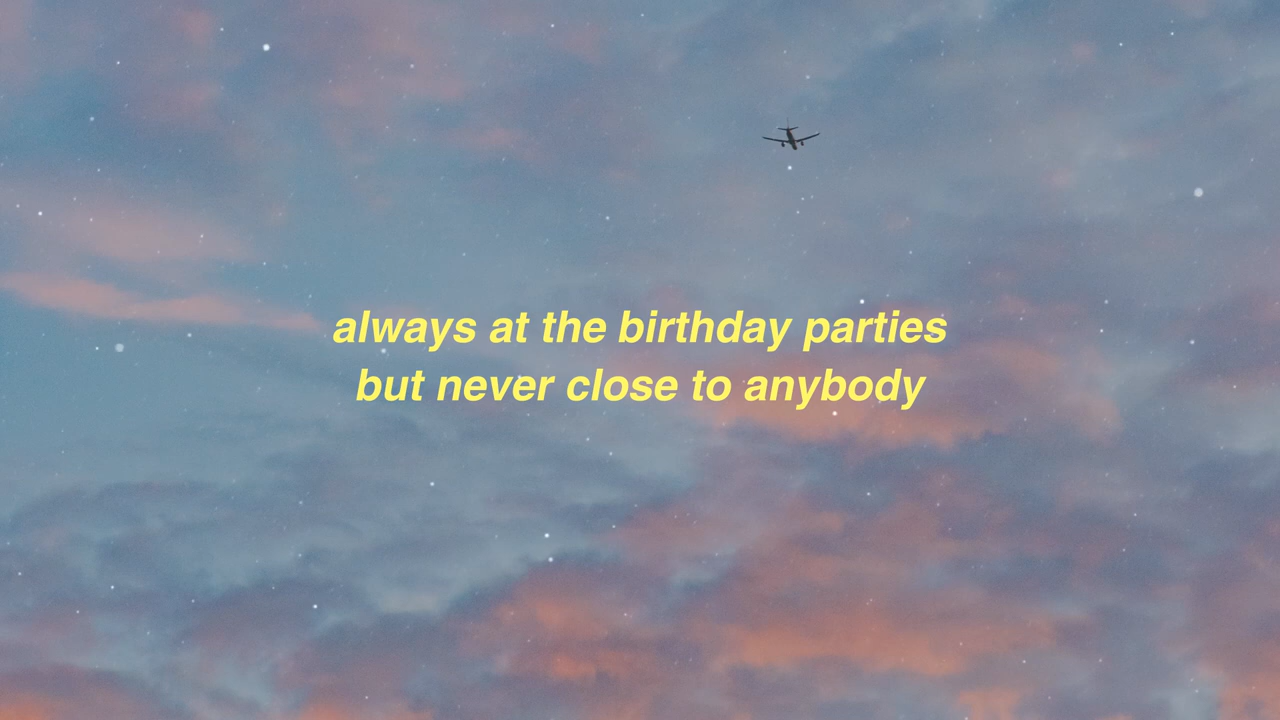 always at the birthday parties
but never close to anybody